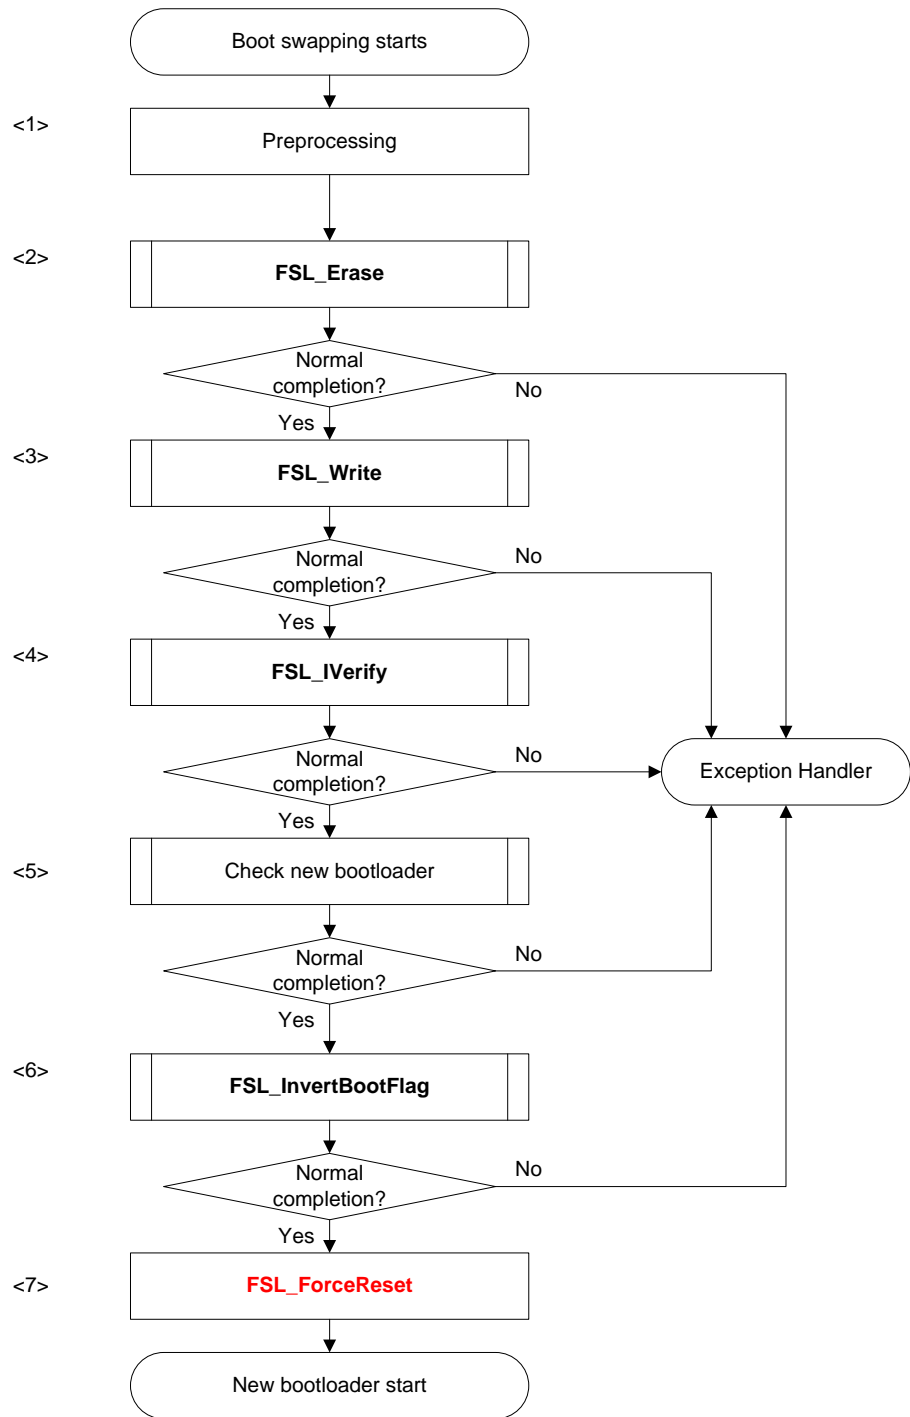 Boot swapping starts
<1>
Preprocessing
<2>
FSL_Erase
Normal
completion?
No
Yes
<3>
FSL_Write
Normal
completion?
No
Yes
<4>
FSL_IVerify
Normal
completion?
No
Exception Handler
Yes
<5>
Check new bootloader
Normal
completion?
No
Yes
<6>
FSL_InvertBootFlag
Normal
completion?
No
Yes
<7>
FSL_ForceReset
New bootloader start